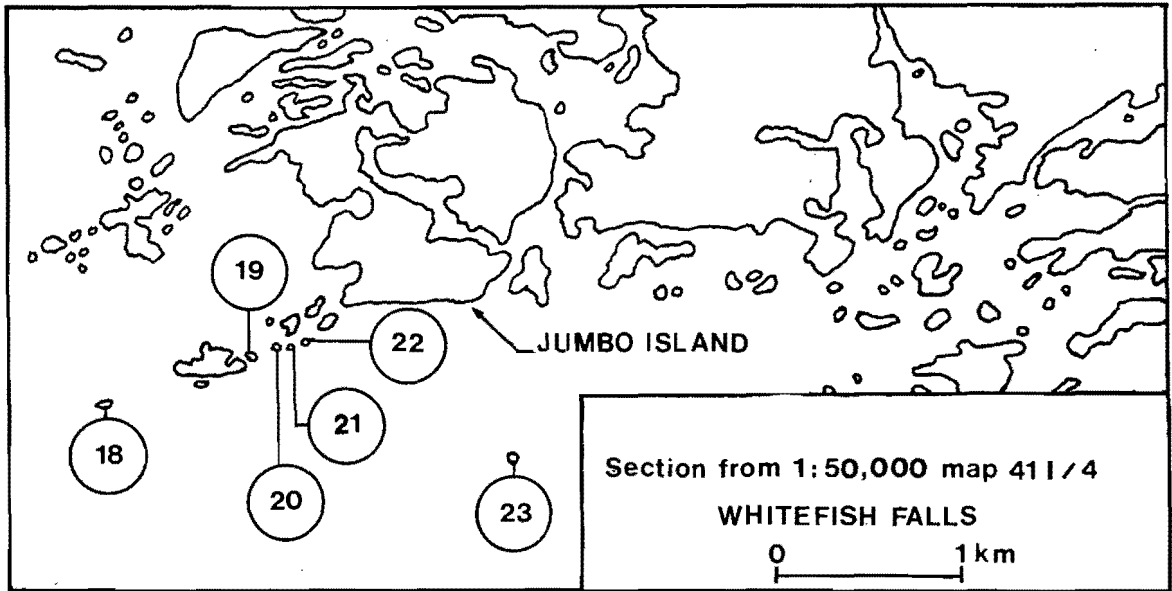 19
22
JUMBO ISLAND
21
18
20
23
Section from 1:50,000 map 41 I/4
WHITEFISH FALLS
0 1 km